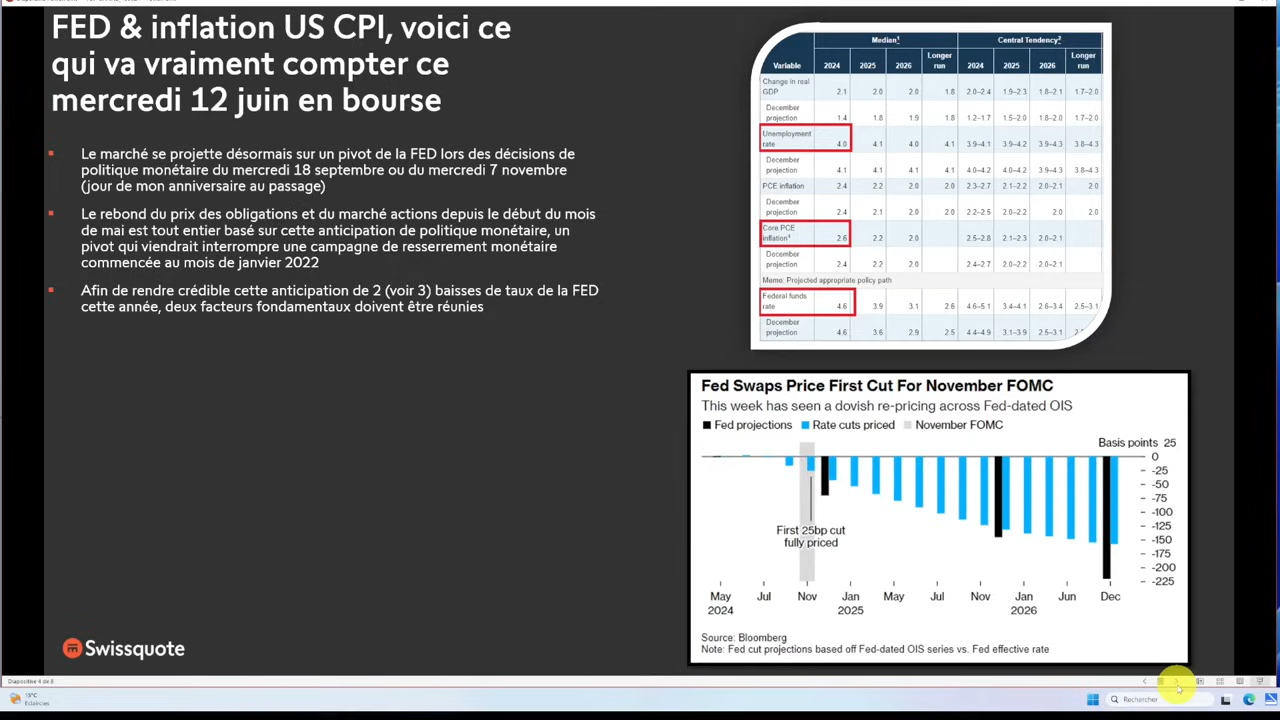 FED & inflation US CPI, voici ce
qui va vraiment compter ce
mercredi 12 juin en bourse
Le marché se projette désormais sur un pivot de la FED lors des décisions de
politique monétaire du mercredi 18 septembre ou du mercredi 7 novembre
(jour de mon anniversaire au passage)
Le rebond du prix des obligations et du marché actions depuis le début du mois
de mai est tout entier basé sur cette anticipation de politique monétaire, un
pivot qui viendrait interrompre une campagne de resserrement monétaire
commencée au mois de janvier 2022
Afin de rendre crédible cette anticipation de 2 (voir 3) baisses de taux de la FED
cette année, deux facteurs fondamentaux doivent être réunies
Swissquote
Median1 Central Tendency2
Variable 2024 2025 2026 Longer run 2024 2025 2026 Longer run
Change in real GDP 2.1 2.0 2.0 1.8 2.0–2.4 1.9–2.3 1.8–2.1 1.7–2.0
December projection 1.4 1.8 1.9 1.8 1.2–1.7 1.5–2.0 1.8–2.0 1.7–2.0
Unemployment rate 4.0 4.1 4.0 4.1 3.9–4.1 3.9–4.2 3.9–4.3 3.8–4.3
December projection 4.1 4.1 4.1 4.1 4.0–4.2 4.0–4.2 3.9–4.3 3.8–4.3
PCE inflation 2.4 2.2 2.0 2.0 2.3–2.7 2.1–2.2 2.0–2.1 2.0
December projection 2.4 2.1 2.0 2.0 2.2–2.5 2.0–2.2 2.0 2.0
Core PCE inflation4 2.6 2.2 2.0 2.5–2.8 2.1–2.3 2.0–2.1
December projection 2.4 2.2 2.0 2.4–2.7 2.0–2.2 2.0–2.1
Memo: Projected appropriate policy path
Federal funds rate 4.6 3.9 3.1 2.6 4.6–5.1 3.4–4.1 2.6–3.4 2.5–3.1
December projection 4.6 3.6 2.9 2.5 4.4–4.9 3.1–3.9 2.5–3.1
Fed Swaps Price First Cut For November FOMC
This week has seen a dovish re-pricing across Fed-dated OIS
Fed projections Rate cuts priced November FOMC
Basis points 25
0
-25
-50
-75
-100
-125
-150
-175
-200
-225
First 25bp cut
fully priced
May Jul Nov Jan May Jul Nov Jan Jun Dec
2024 2025 2026
Source: Bloomberg
Note: Fed cut projections based off Fed-dated OIS series vs. Fed effective rate
Diapositive 4 de 8
13°C
Eclaircies
Rechercher